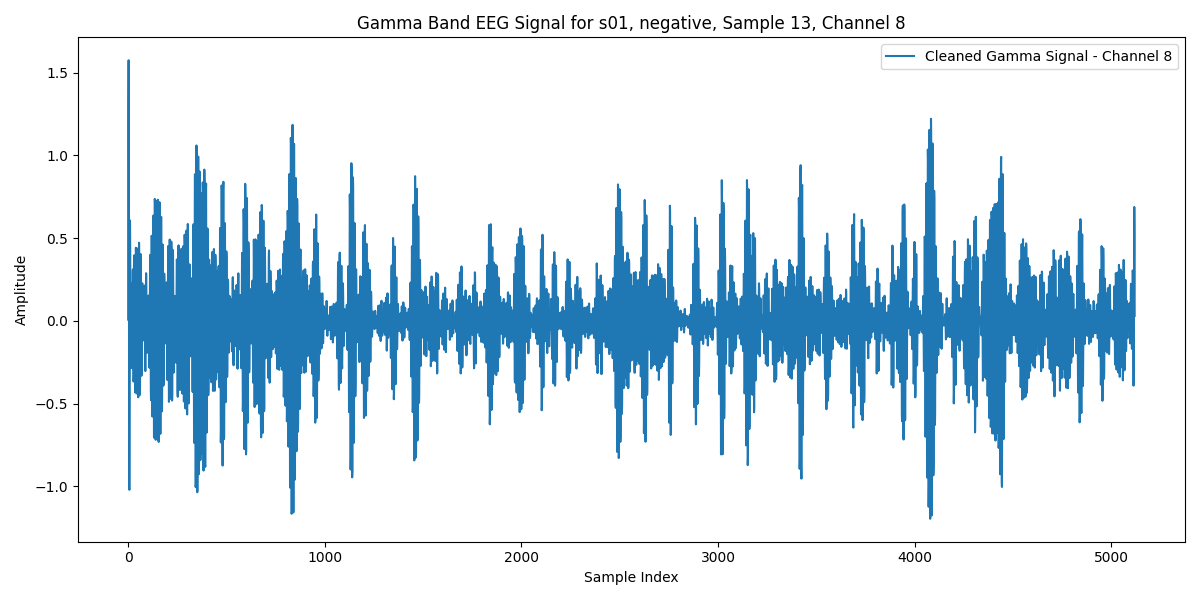 Gamma Band EEG Signal for s01, negative, Sample 13, Channel 8
Cleaned Gamma Signal - Channel 8
Amplitude
1.5
1.0
0.5
0.0
−0.5
−1.0
0 1000 2000 3000 4000 5000
Sample Index